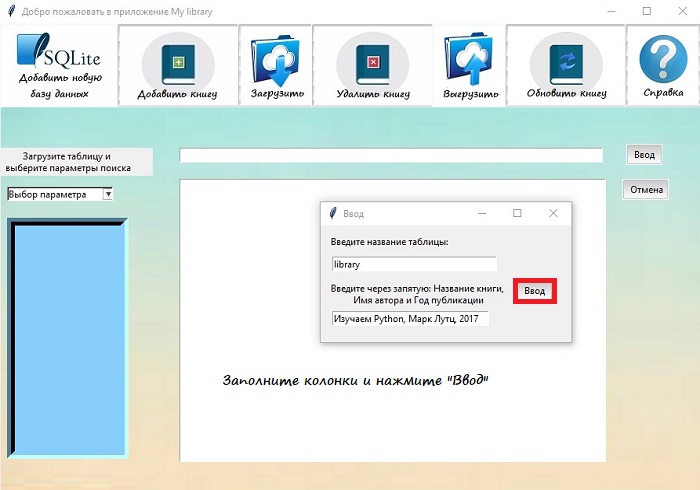 Добро пожаловать в приложение My library
SQLite
Добавить новую
базу данных
Добавить книгу
Загрузить
Удалить книгу
Выгрузить
Обновить книгу
Справка
Загрузите таблицу и
выберите параметры поиска
Ввод
Выбор параметра
Отмена
Ввод
Введите название таблицы:
library
Введите через запятую: Название книги,
Имя автора и Год публикации
Ввод
Изучаем Python, Марк Лутц, 2017
Заполните колонки и нажмите "Ввод"